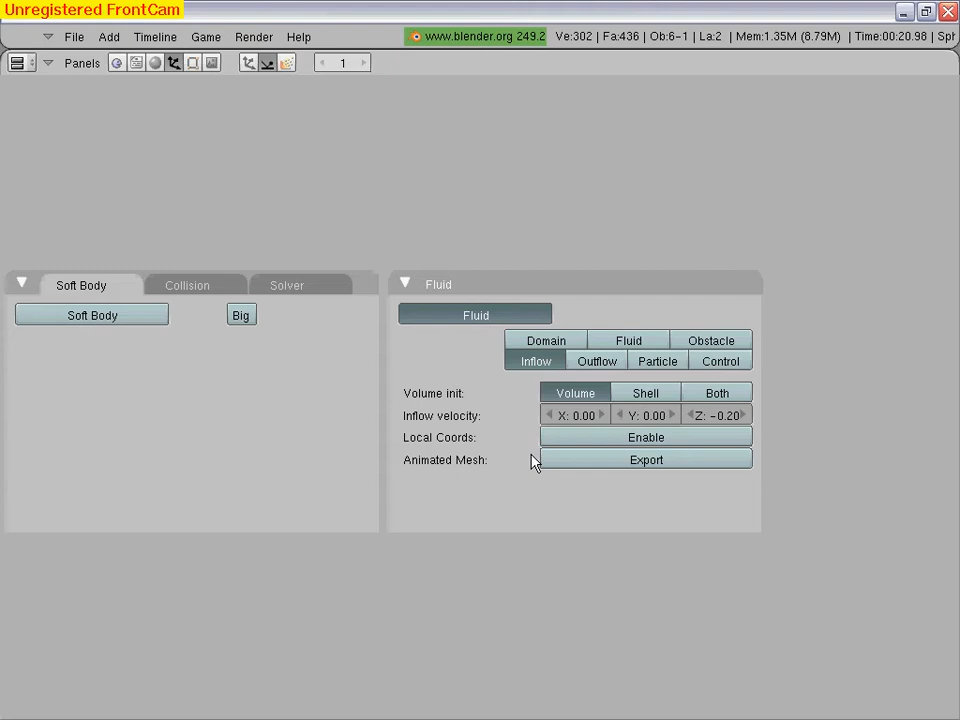 Unregistered FrontCam
File Add Timeline Game Render Help www.blender.org 249.2 Ve:302 | Fa:436 | Ob:6-1 | La:2 | Mem:1.35M (8.79M) | Time:00:20.98 | Sph
Panels 1
Soft Body Collision Solver Fluid
Soft Body Big Fluid
Domain Fluid Obstacle
Inflow Outflow Particle Control
Volume init: Volume Shell Both
Inflow velocity: X: 0.00 Y: 0.00 Z: -0.20
Local Coords: Enable
Animated Mesh: Export